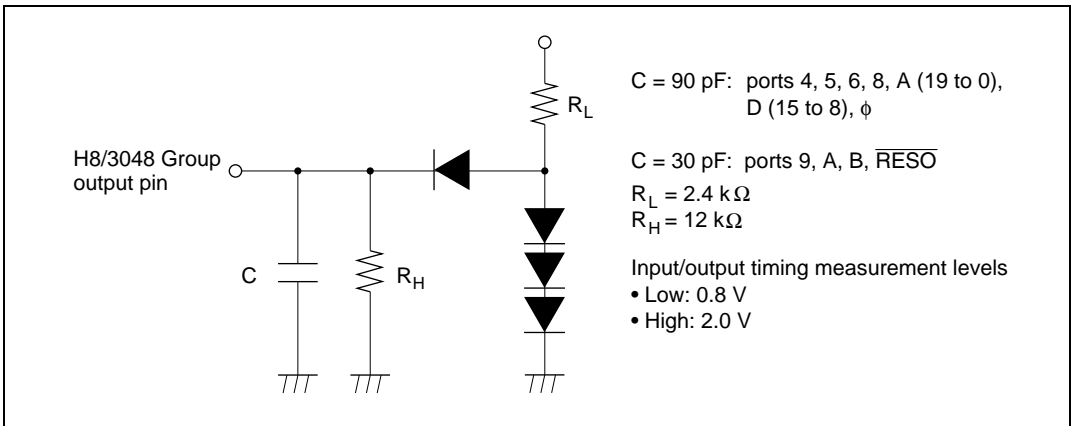 R_L
C = 90 pF: ports 4, 5, 6, 8, A (19 to 0),
D (15 to 8), ϕ
H8/3048 Group
output pin
C = 30 pF: ports 9, A, B, R̅E̅S̅O̅
R_L = 2.4 kΩ
R_H = 12 kΩ
C
R_H
Input/output timing measurement levels
• Low: 0.8 V
• High: 2.0 V